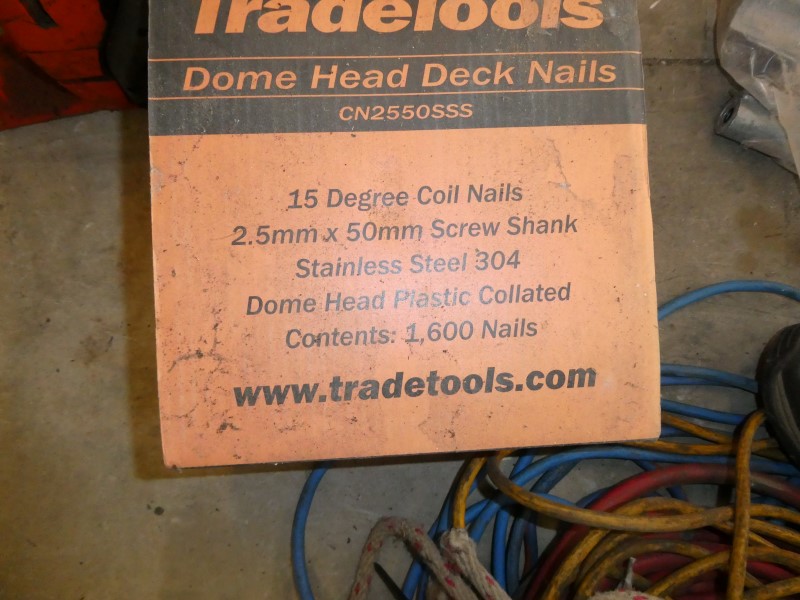 TradeTools
Dome Head Deck Nails
CN2550SSS
15 Degree Coil Nails
2.5mm x 50mm Screw Shank
Stainless Steel 304
Dome Head Plastic Collated
Contents: 1,600 Nails
www.tradetools.com